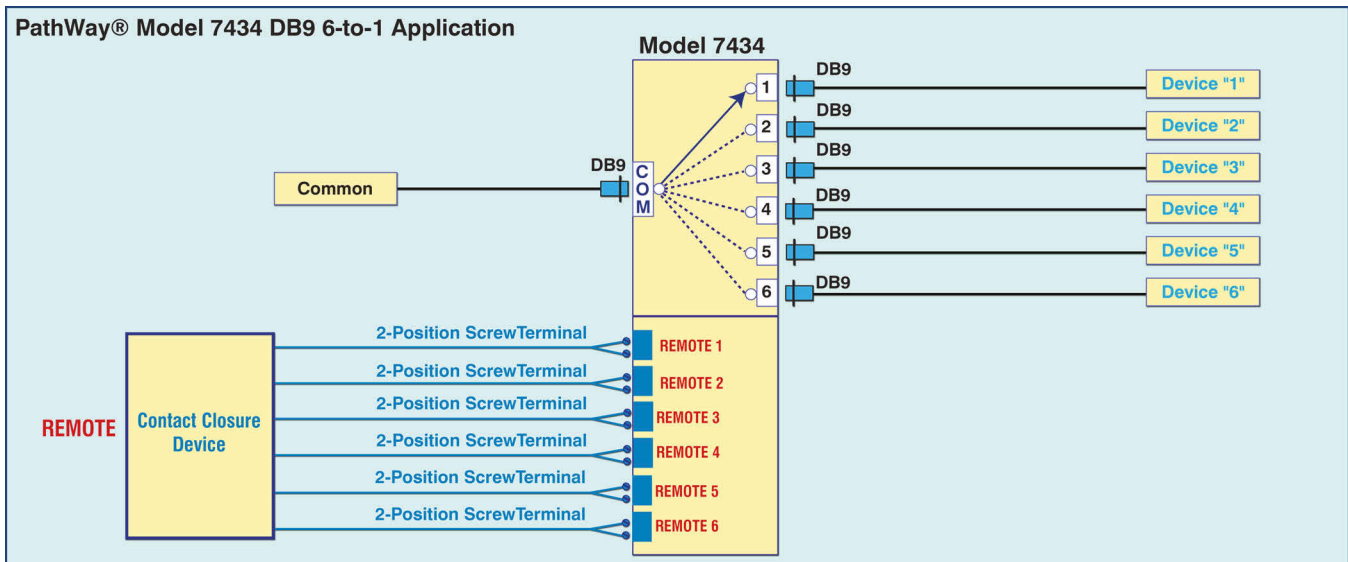 PathWay® Model 7434 DB9 6-to-1 Application
Model 7434
DB9
1
Device "1"
DB9
2
Device "2"
DB9
3
Device "3"
DB9
4
Device "4"
DB9
5
Device "5"
DB9
6
Device "6"
Common
DB9
COM
REMOTE
Contact Closure
Device
2-Position ScrewTerminal
REMOTE 1
2-Position ScrewTerminal
REMOTE 2
2-Position ScrewTerminal
REMOTE 3
2-Position ScrewTerminal
REMOTE 4
2-Position ScrewTerminal
REMOTE 5
2-Position ScrewTerminal
REMOTE 6